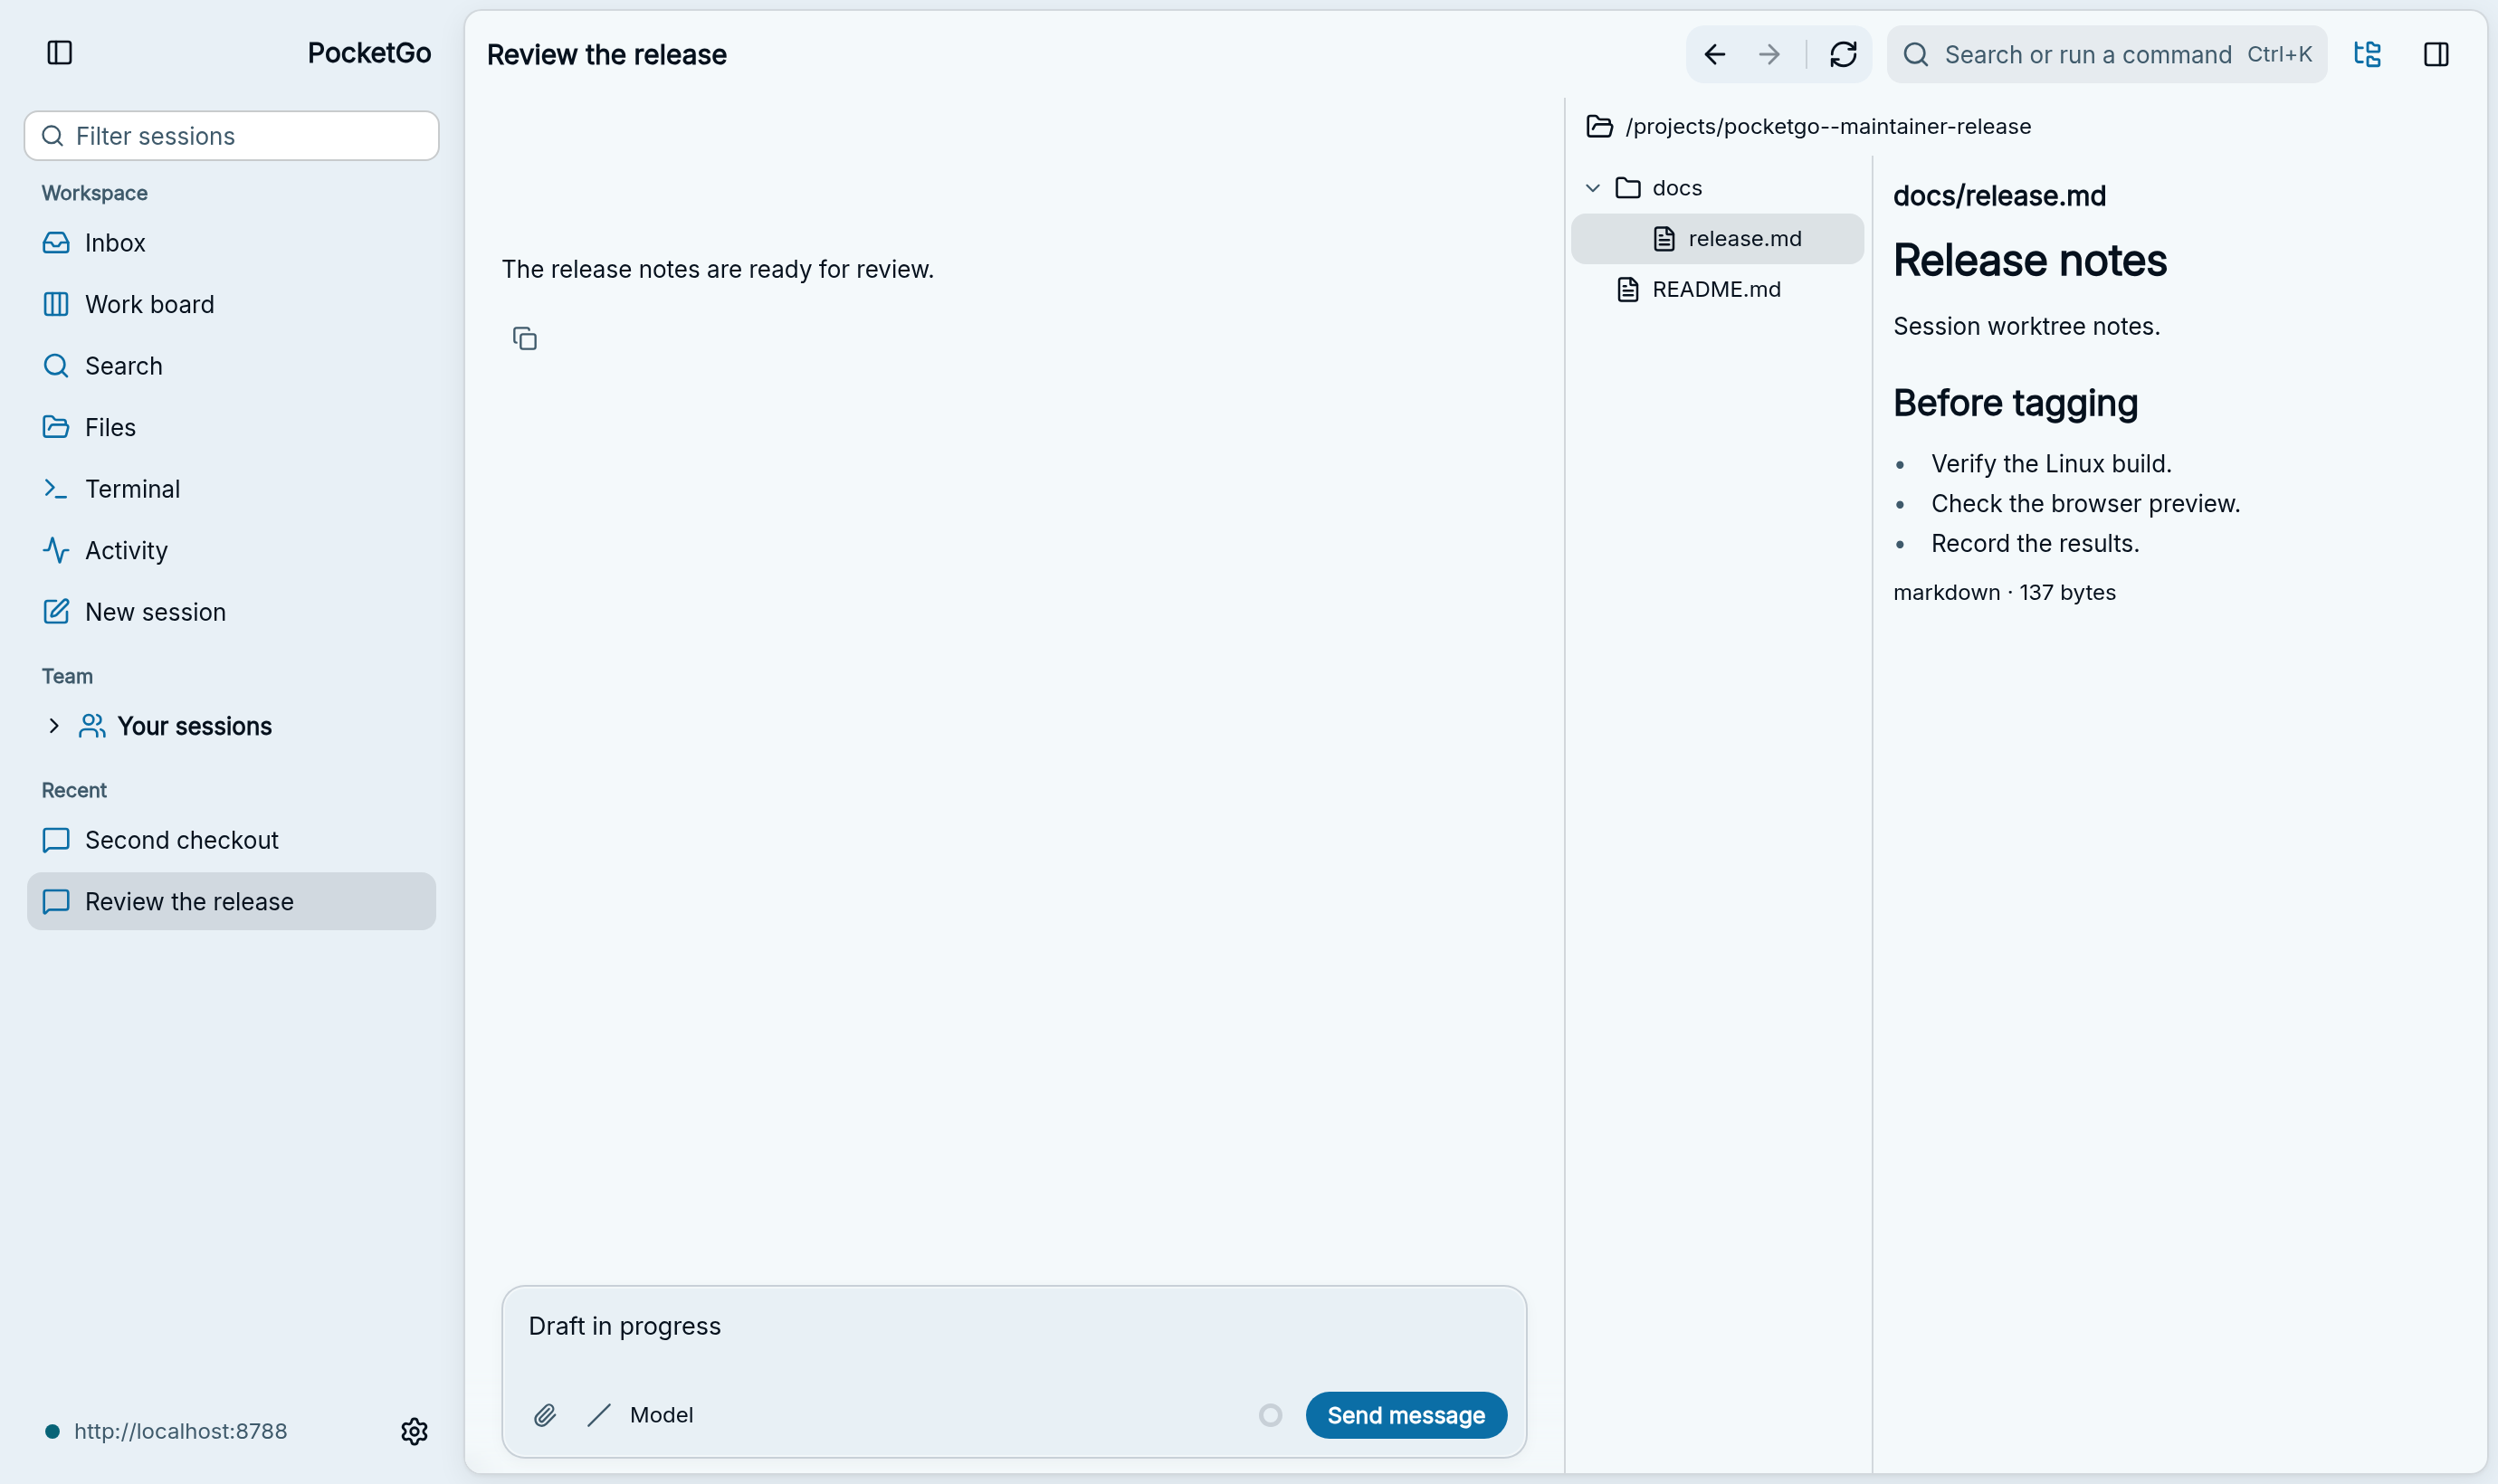 PocketGo
Filter sessions
Workspace
Inbox
Work board
Search
Files
Terminal
Activity
New session
Team
Your sessions
Recent
Second checkout
Review the release
http://localhost:8788
Review the release
Search or run a command Ctrl+K
The release notes are ready for review.
Draft in progress
Model
Send message
/projects/pocketgo--maintainer-release
docs
release.md
README.md
docs/release.md
Release notes
Session worktree notes.
Before tagging
• Verify the Linux build.
• Check the browser preview.
• Record the results.
markdown · 137 bytes